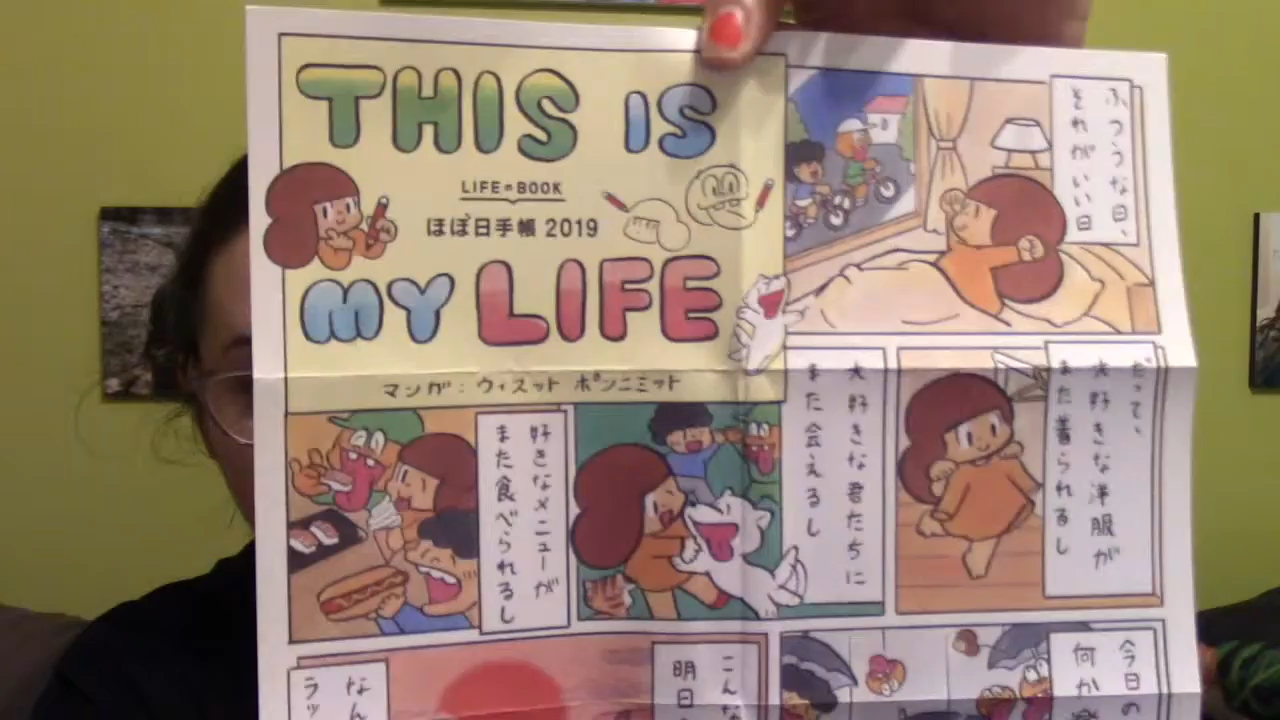 THIS IS
LIFEのBOOK
ほぼ日手帳 2019
MY LIFE
マンガ：ウィスット ポンニミット
ふつうな日、
それがいい日
だって、
大好きな洋服が
また着られるし
大好きな君たちに
また会えるし
好きなメニューが
また食べられるし
今日の
何か
こんな
明日
なん
ラッ